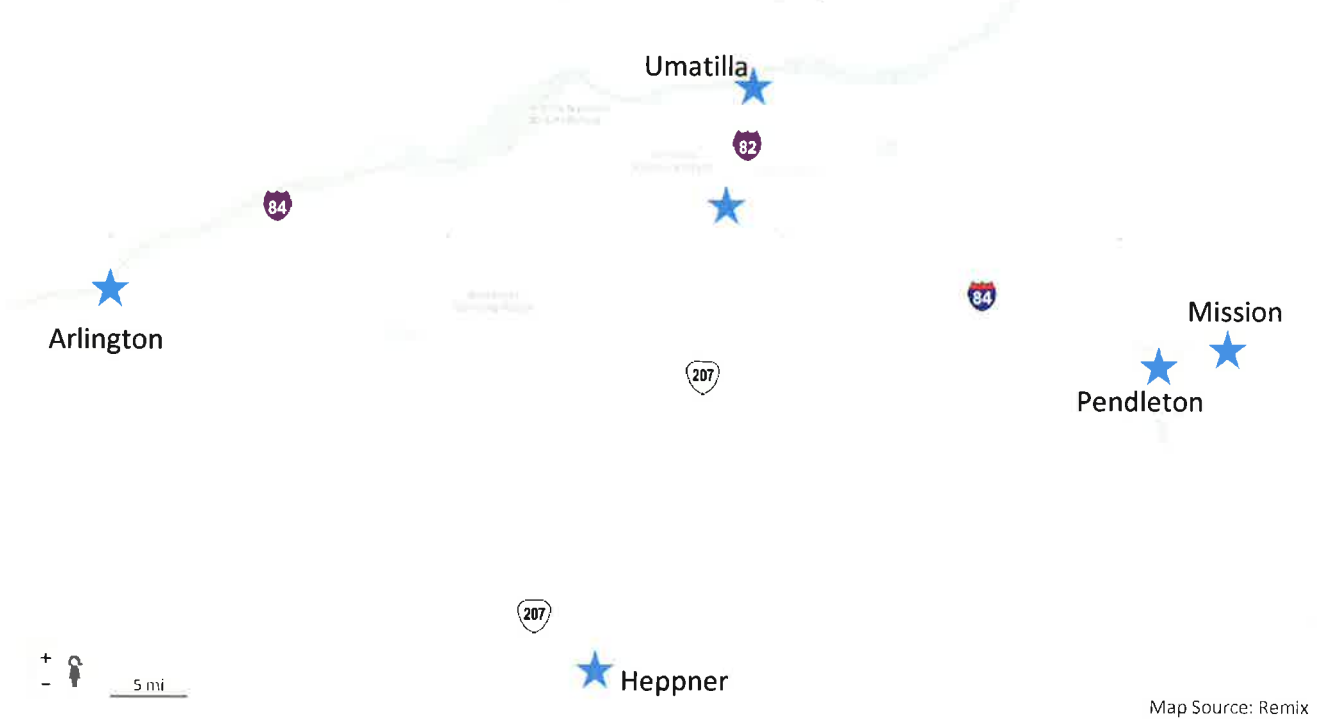 Umatilla
82
84
84
Mission
Arlington
207
Pendleton
207
+
-
5 mi
Heppner
Map Source: Remix